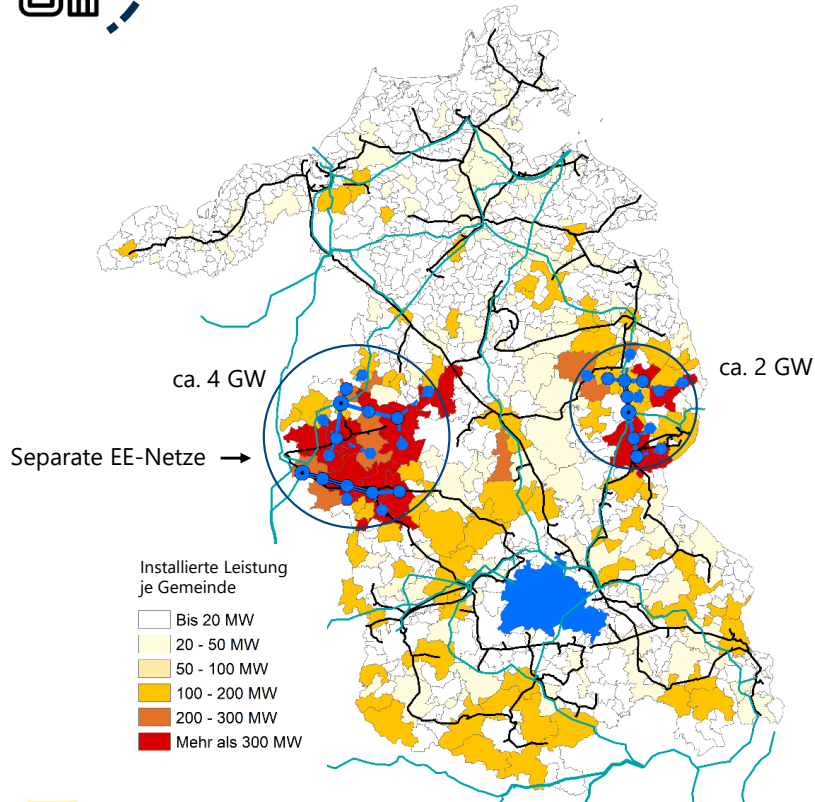 ca. 4 GW
ca. 2 GW
Separate EE-Netze →
Installierte Leistung
je Gemeinde
Bis 20 MW
20 - 50 MW
50 - 100 MW
100 - 200 MW
200 - 300 MW
Mehr als 300 MW